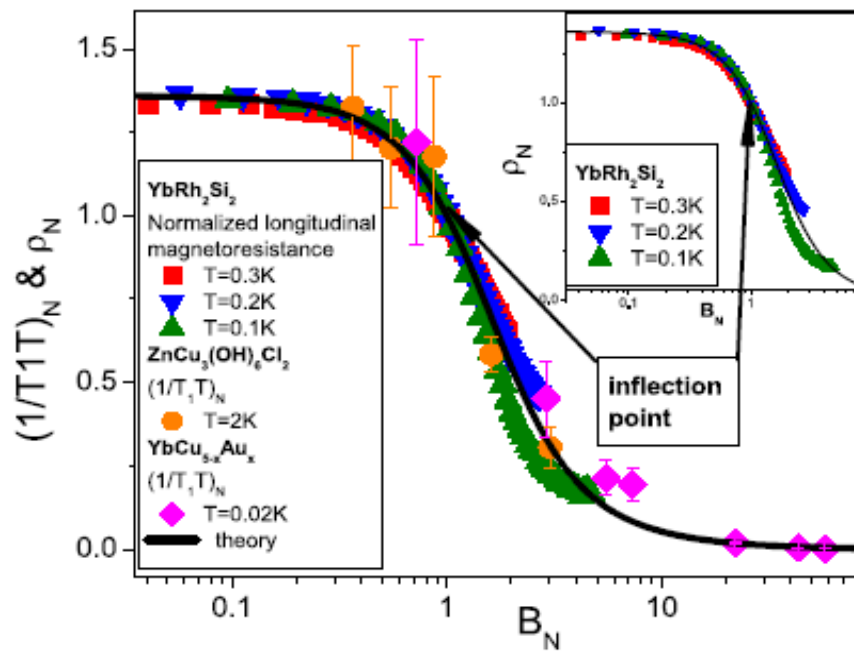 (1/T1T)N & ρN
1.5
1.0
0.5
0.0
YbRh2Si2
Normalized longitudinal
magnetoresistance
T=0.3K
T=0.2K
T=0.1K
ZnCu3(OH)6Cl2
(1/T1T)N
T=2K
YbCu5-xAux
(1/T1T)N
T=0.02K
theory
0.1
1
10
BN
inflection
point
ρN
1.0
0.5
0.0
YbRh2Si2
T=0.3K
T=0.2K
T=0.1K
0.1
1
BN